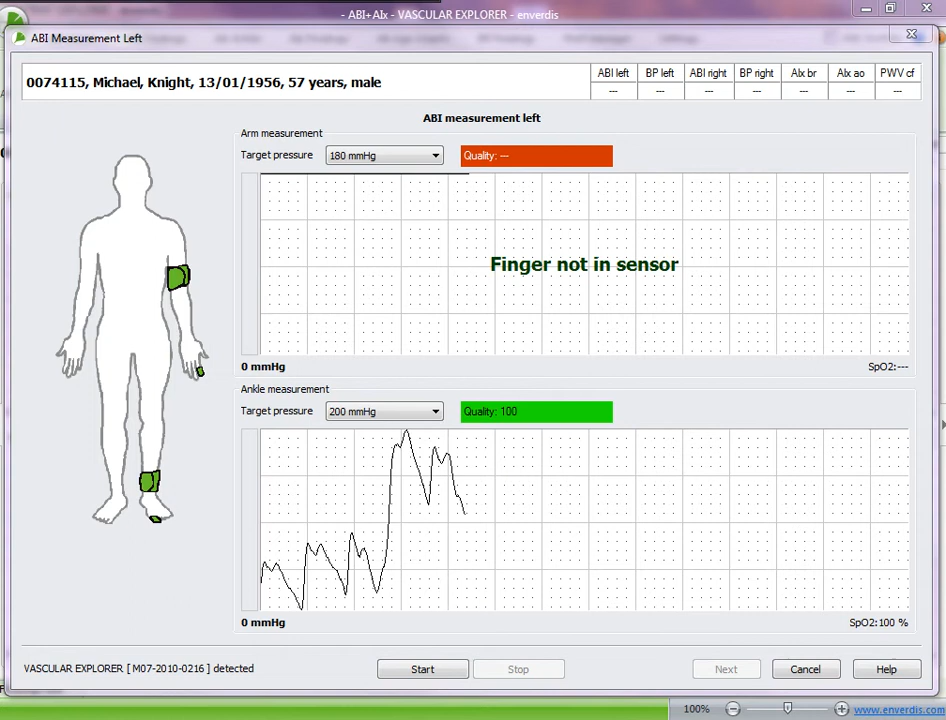 - ABI+AIx - VASCULAR EXPLORER - enverdis
ABI Measurement Left
0074115, Michael, Knight, 13/01/1956, 57 years, male
ABI left BP left ABI right BP right AIx br AIx ao PWV cf
--- --- --- --- --- --- ---
ABI measurement left
Arm measurement
Target pressure 180 mmHg Quality: ---
Finger not in sensor
0 mmHg SpO2:---
Ankle measurement
Target pressure 200 mmHg Quality: 100
0 mmHg SpO2:100 %
VASCULAR EXPLORER [ M07-2010-0216 ] detected Start Stop Next Cancel Help
100% www.enverdis.com